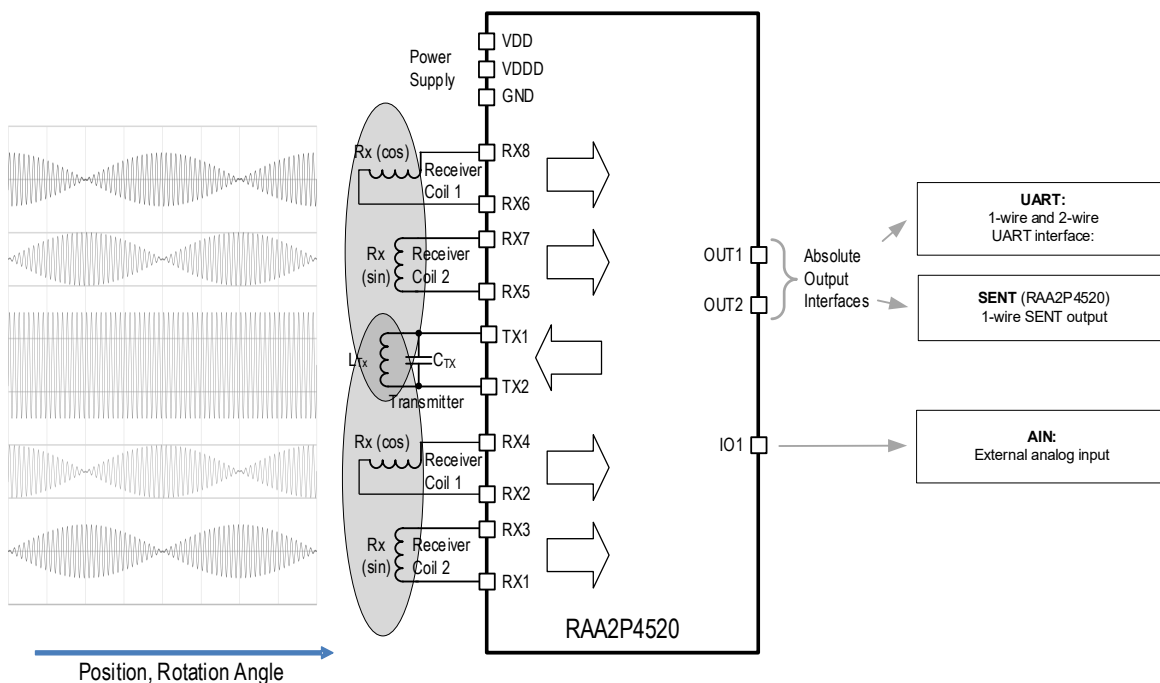 Power
Supply
VDD
VDDD
GND
Rx (cos)
Receiver
Coil 1
RX8
RX6
Rx
(sin)
Receiver
Coil 2
RX7
RX5
LTx
CTX
Transmitter
TX1
TX2
Rx (cos)
Receiver
Coil 1
RX4
RX2
Rx
(sin)
Receiver
Coil 2
RX3
RX1
RAA2P4520
OUT1
OUT2
IO1
Absolute
Output
Interfaces
UART:
1-wire and 2-wire
UART interface:
SENT (RAA2P4520)
1-wire SENT output
AIN:
External analog input
Position, Rotation Angle